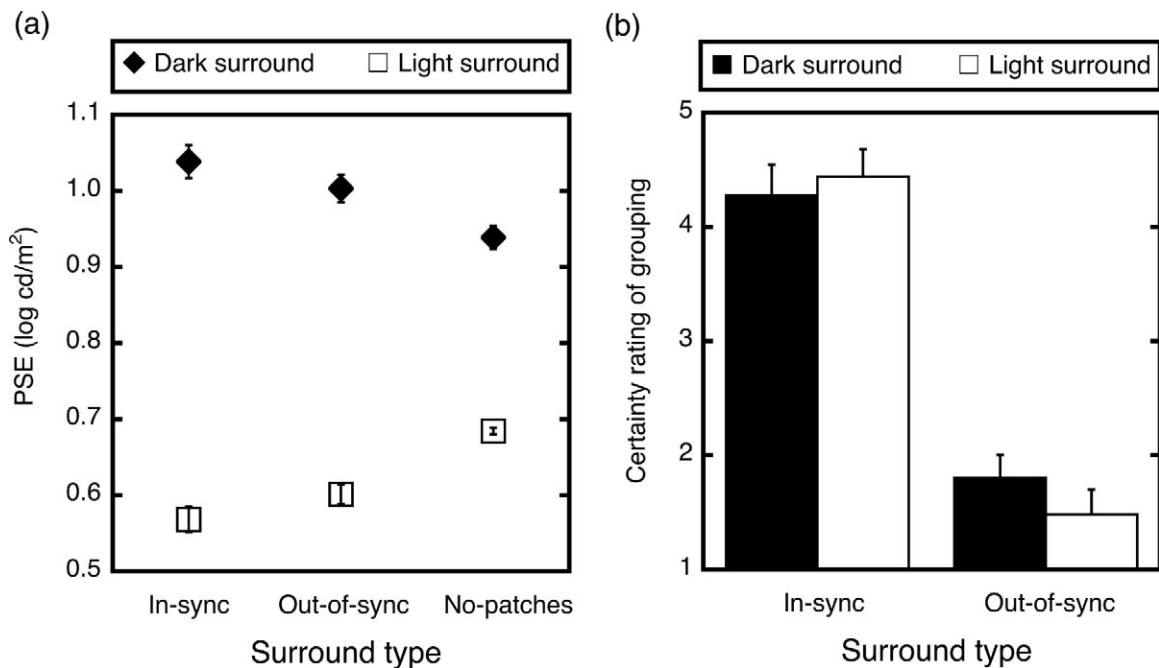 (a)
Dark surround Light surround
1.1
1.0
0.9
0.8
0.7
0.6
0.5
PSE (log cd/m²)
In-sync Out-of-sync No-patches
Surround type
(b)
Dark surround Light surround
5
4
3
2
1
Certainty rating of grouping
In-sync Out-of-sync
Surround type